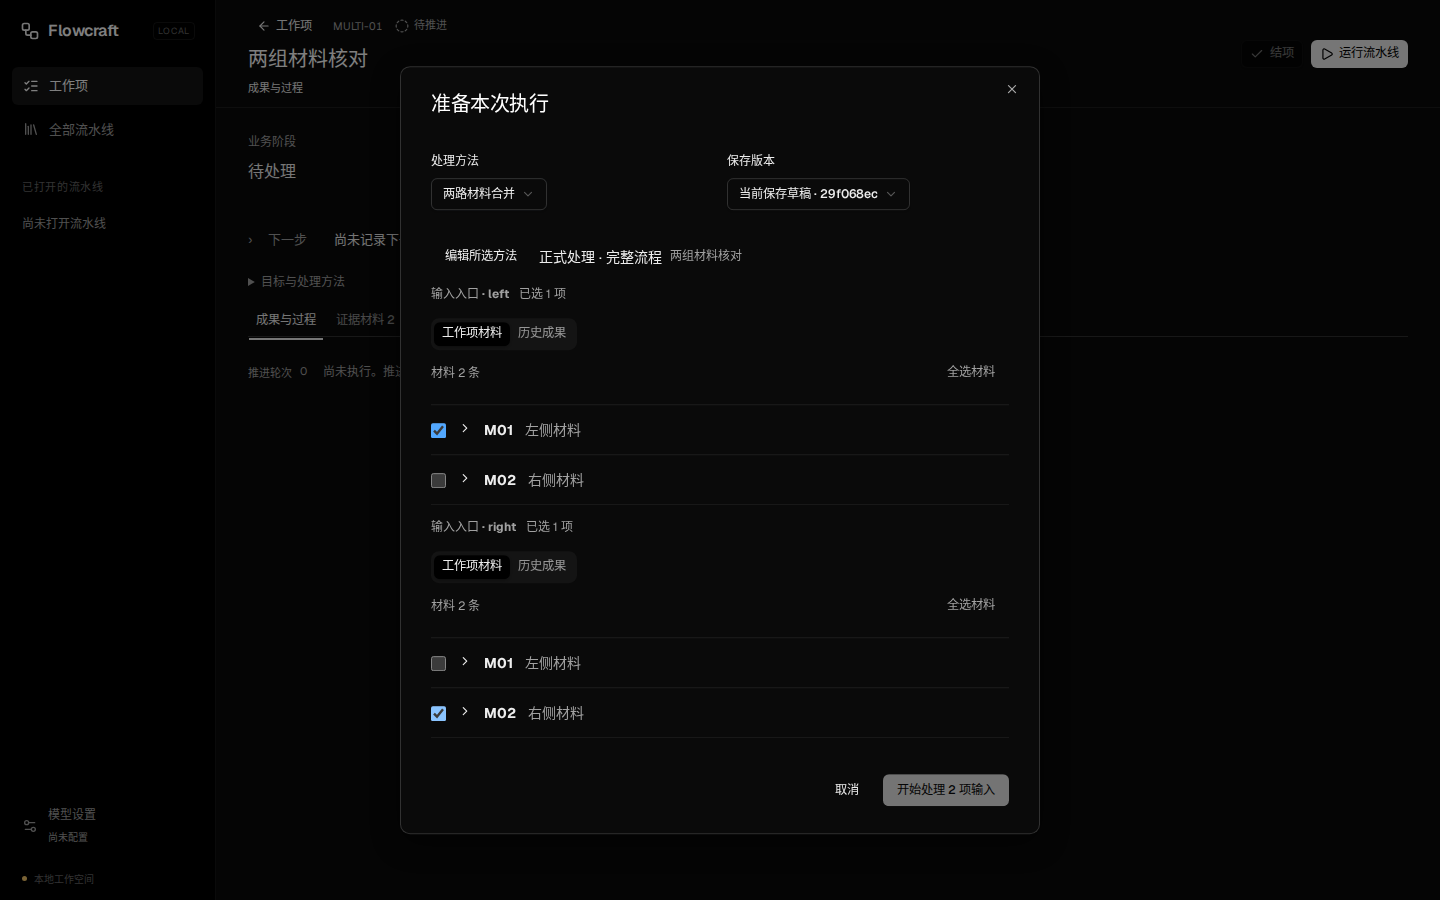 Flowcraft
LOCAL
工作项
全部流水线
已打开的流水线
尚未打开流水线
模型设置
尚未配置
本地工作空间
工作项
MULTI-01
待推进
两组材料核对
成果与过程
结项
运行流水线
业务阶段
待处理
下一步
尚未记录下
目标与处理方法
成果与过程
证据材料 2
推进轮次 0
尚未执行。推进
准备本次执行
处理方法
保存版本
两路材料合并
当前保存草稿 · 29f068ec
编辑所选方法
正式处理 · 完整流程
两组材料核对
输入入口 · left 已选 1 项
工作项材料
历史成果
材料 2 条
全选材料
M01 左侧材料
M02 右侧材料
输入入口 · right 已选 1 项
工作项材料
历史成果
材料 2 条
全选材料
M01 左侧材料
M02 右侧材料
取消
开始处理 2 项输入